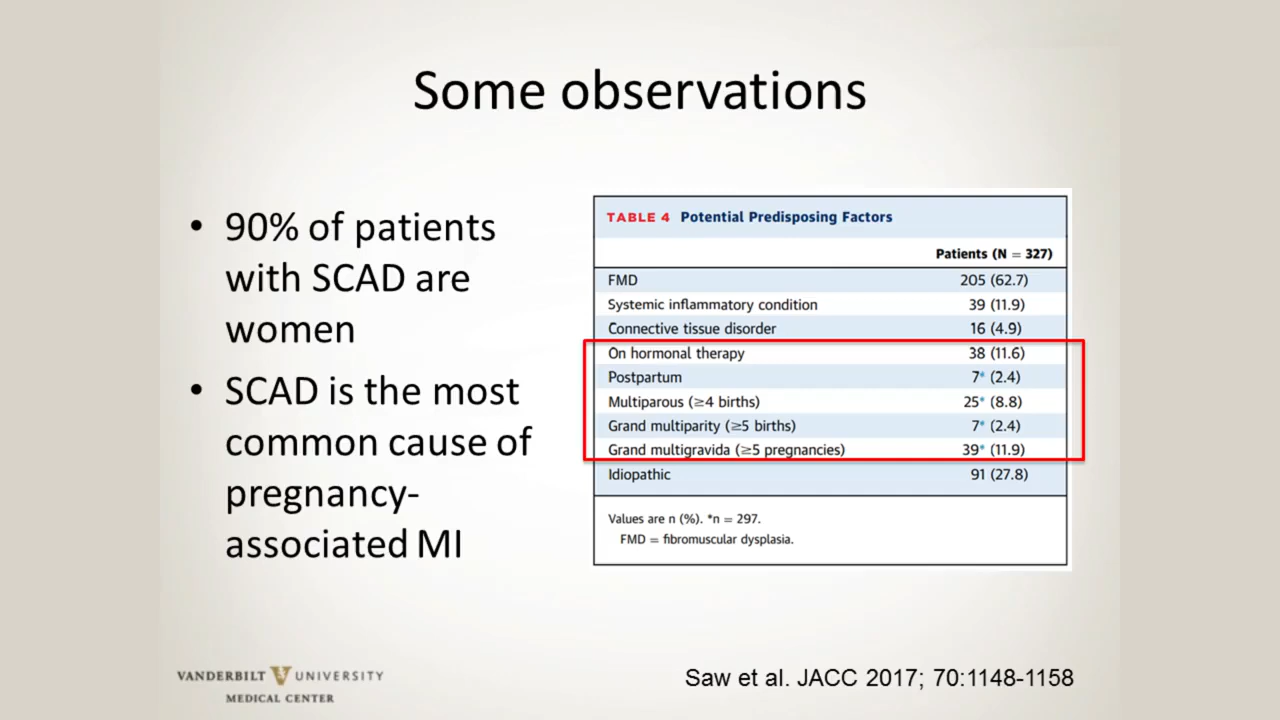 Some observations
• 90% of patients
with SCAD are
women
• SCAD is the most
common cause of
pregnancy-
associated MI
TABLE 4 Potential Predisposing Factors
Patients (N = 327)
FMD 205 (62.7)
Systemic inflammatory condition 39 (11.9)
Connective tissue disorder 16 (4.9)
On hormonal therapy 38 (11.6)
Postpartum 7* (2.4)
Multiparous (≥4 births) 25* (8.8)
Grand multiparity (≥5 births) 7* (2.4)
Grand multigravida (≥5 pregnancies) 39* (11.9)
Idiopathic 91 (27.8)
Values are n (%). *n = 297.
FMD = fibromuscular dysplasia.
VANDERBILT V UNIVERSITY
MEDICAL CENTER
Saw et al. JACC 2017; 70:1148-1158